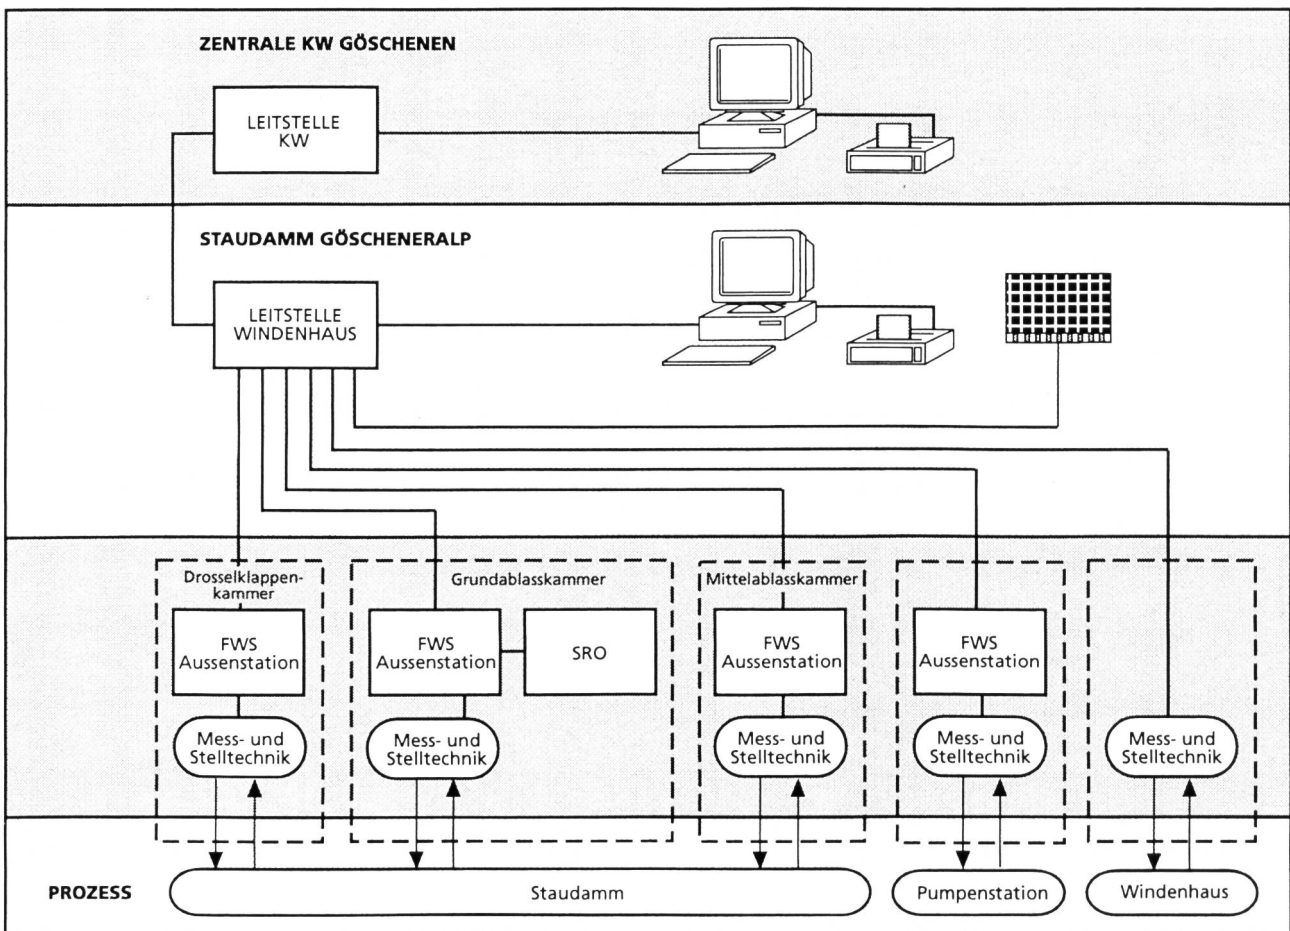 ZENTRALE KW GÖSCHENEN
LEITSTELLE
KW
STAUDAMM GÖSCHENERALP
LEITSTELLE
WINDENHAUS
Drosselklappen-
kammer
Grundablasskammer
Mittelablasskammer
FWS
Aussenstation
FWS
Aussenstation
SRO
FWS
Aussenstation
FWS
Aussenstation
Mess- und
Stelltechnik
Mess- und
Stelltechnik
Mess- und
Stelltechnik
Mess- und
Stelltechnik
Mess- und
Stelltechnik
PROZESS
Staudamm
Pumpenstation
Windenhaus